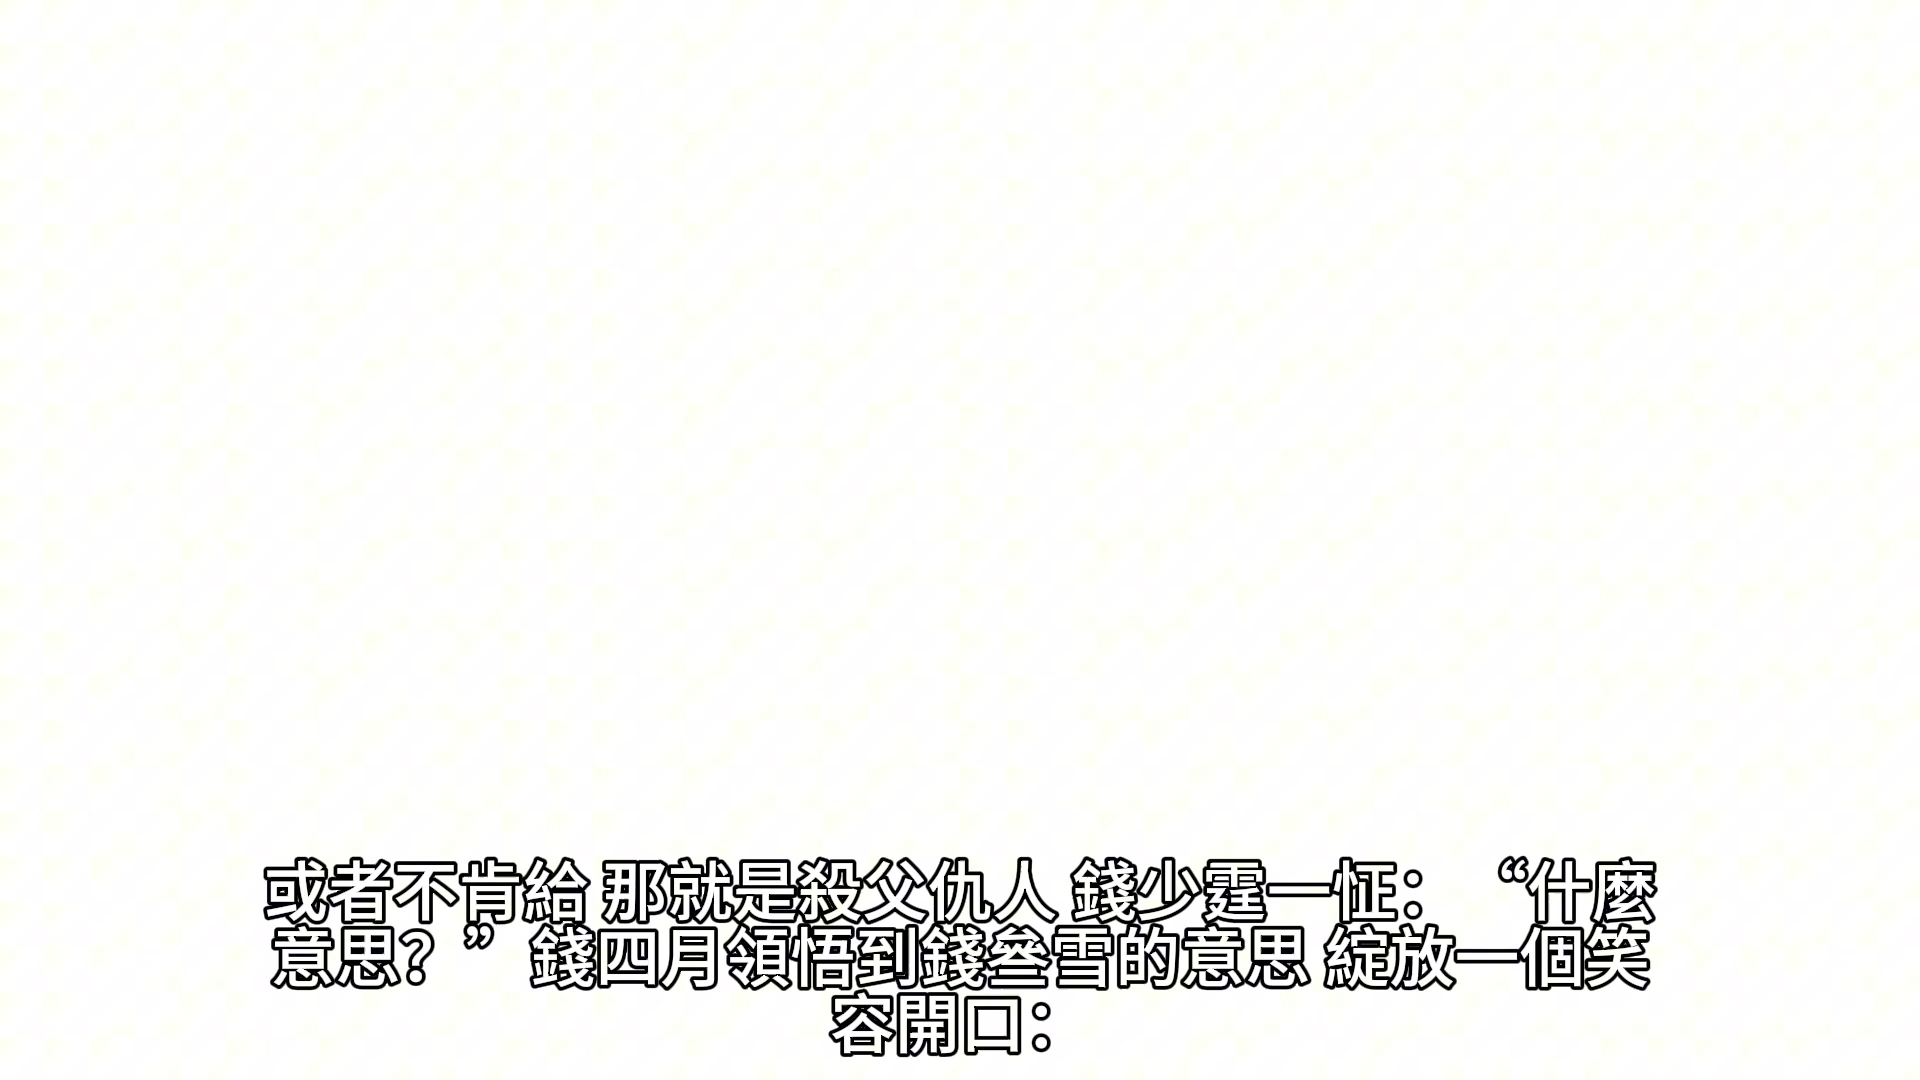 或者不肯給 那就是殺父仇人 錢少霆一怔：“什麼
意思？” 錢四月領悟到錢叄雪的意思 綻放一個笑
容開口：